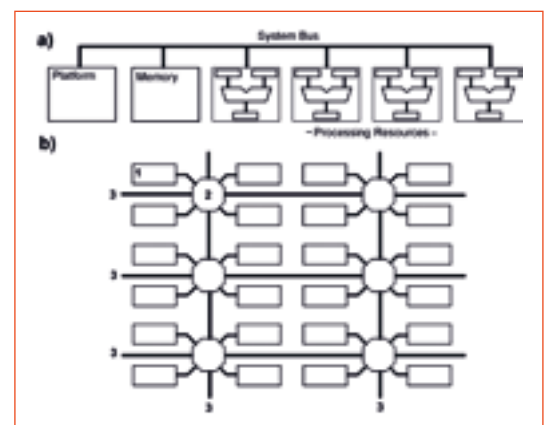 a)
System Bus
Platform
Memory
- Processing Resources -
b)
1
3
2
3
3
3
3